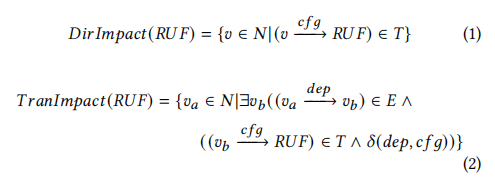 DirImpact(RUF) = {v ∈ N|(v —cfg→ RUF) ∈ T} (1)
TranImpact(RUF) = {v_a ∈ N|∃v_b((v_a —dep→ v_b) ∈ E ∧
((v_b —cfg→ RUF) ∈ T ∧ δ(dep, cfg))}
(2)